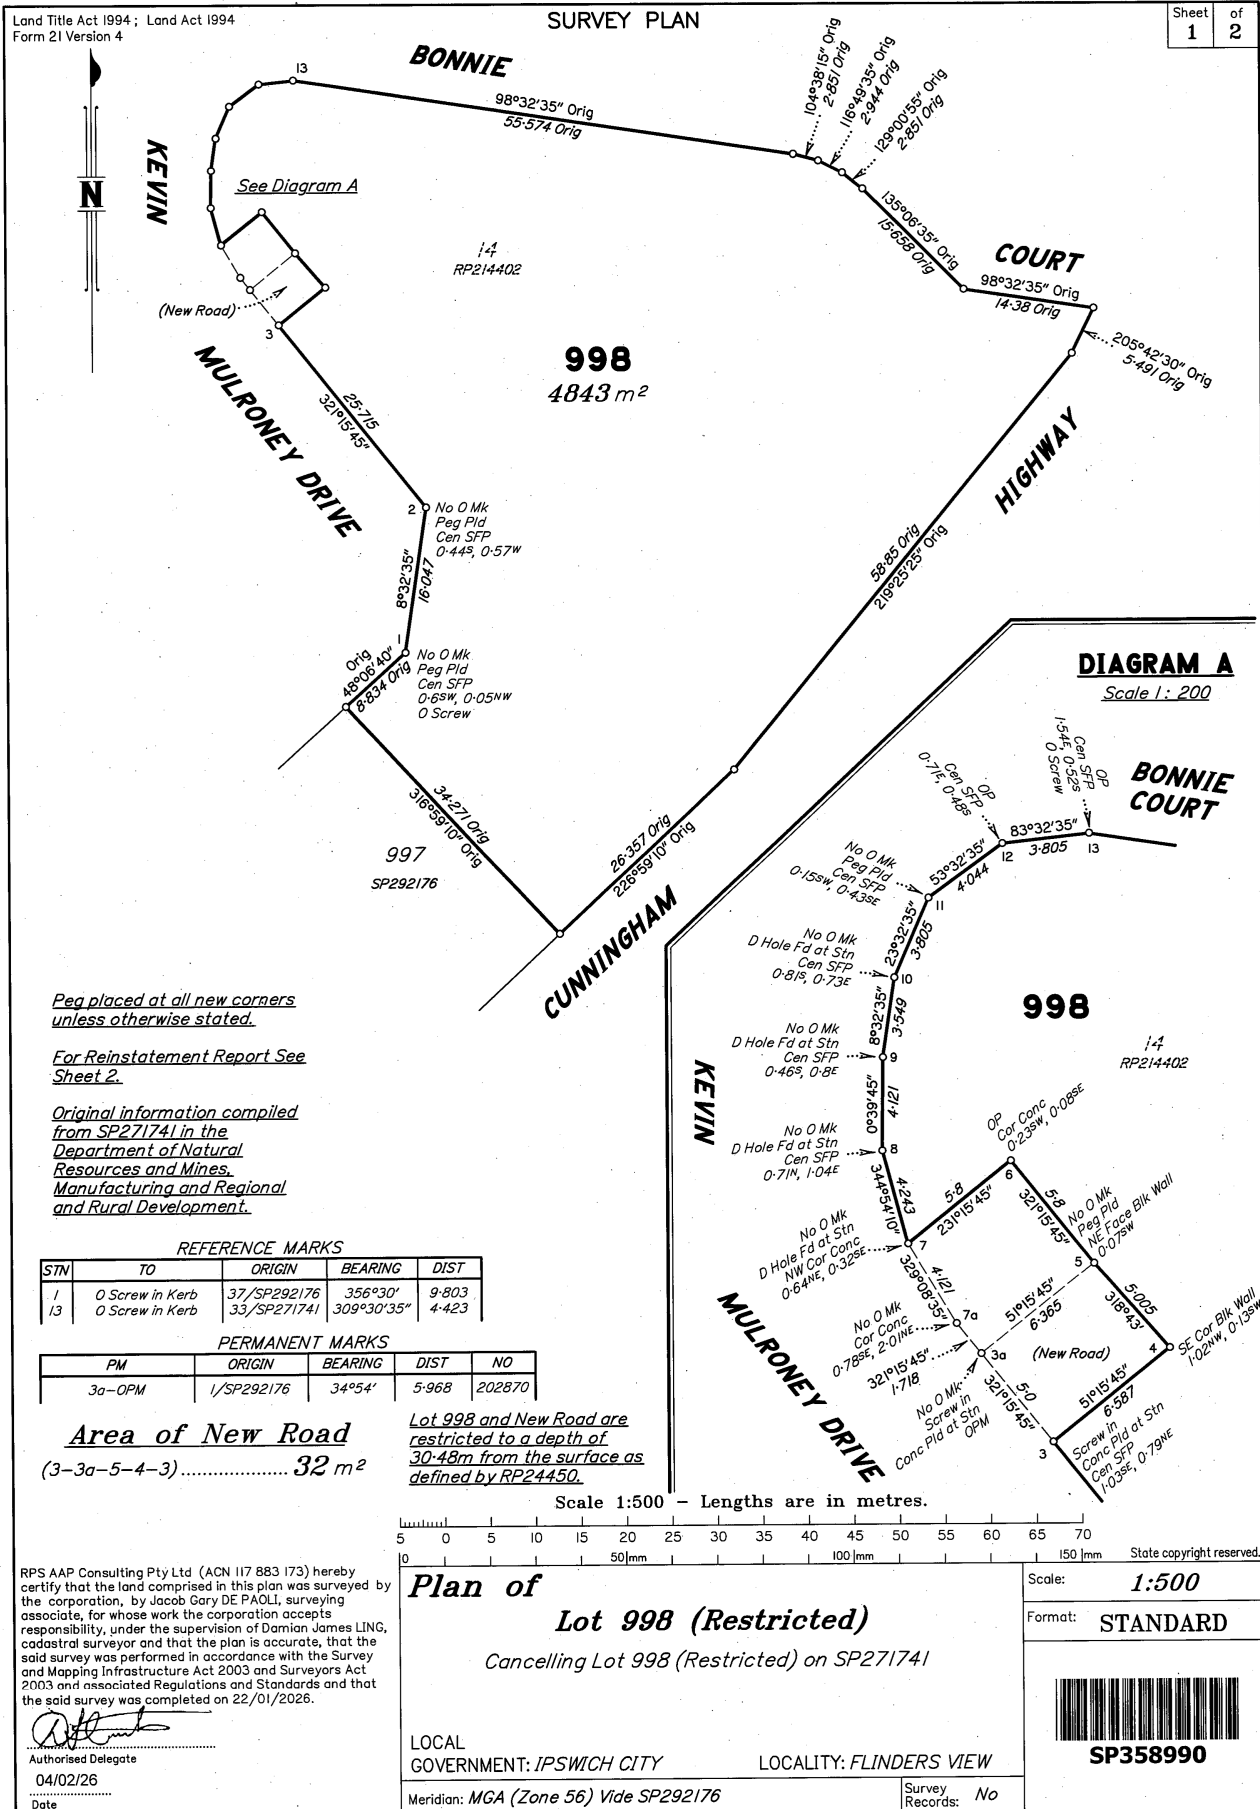 Land Title Act 1994 ; Land Act 1994
Form 21 Version 4
SURVEY PLAN
Sheet 1 of 2
BONNIE
13
98°32'35" Orig
55·574 Orig
104°38'15" Orig
2·851 Orig
116°49'35" Orig
2·944 Orig
129°00'55" Orig
2·851 Orig
KEVIN
N
See Diagram A
14
RP214402
135°06'35" Orig
15·658 Orig
COURT
98°32'35" Orig
14·38 Orig
205°42'30" Orig
5·491 Orig
(New Road)
3
998
4843 m²
MULRONEY DRIVE
25·715
321°15'45"
HIGHWAY
2
No O Mk
Peg Pld
Cen SFP
0·44S, 0·57W
8°32'35"
16·047
58·85 Orig
219°25'25" Orig
1
No O Mk
Peg Pld
Cen SFP
0·6SW, 0·05NW
O Screw
Orig
48°06'40"
8·834 Orig
34·271 Orig
316°59'10" Orig
997
SP292176
26·357 Orig
226°59'10" Orig
CUNNINGHAM
DIAGRAM A
Scale 1 : 200
OP
Cen SFP
1·54E, 0·52S
O Screw
BONNIE
COURT
OP
Cen SFP
0·71E, 0·48S
83°32'35"
3·805
12
13
No O Mk
Peg Pld
Cen SFP
0·15SW, 0·43SE
53°32'35"
4·044
11
No O Mk
D Hole Fd at Stn
Cen SFP
0·81S, 0·73E
23°32'35"
3·805
10
998
14
RP214402
No O Mk
D Hole Fd at Stn
Cen SFP
0·46S, 0·8E
8°32'35"
3·549
9
KEVIN
0°39'45"
4·121
No O Mk
D Hole Fd at Stn
Cen SFP
0·71N, 1·04E
8
OP
Cor Conc
0·23SW, 0·08SE
6
344°54'10"
4·243
5·8
231°15'45"
5·8
321°15'45"
No O Mk
Peg Pld
NE Face Blk Wall
0·07SW
5
No O Mk
D Hole Fd at Stn
NW Cor Conc
0·64NE, 0·32SE
7
4·121
329°08'35"
7a
51°15'45"
6·365
5·005
318°43'
SE Cor Blk Wall
1·02NW, 0·13SW
4
No O Mk
Cor Conc
0·78SE, 2·01NE
321°15'45"
1·718
3a
(New Road)
No O Mk
Screw in
Conc Pld at Stn
OPM
5·0
321°15'45"
51°15'45"
6·587
3
Screw in
Conc Pld at Stn
Cen SFP
1·03SE, 0·79NE
MULRONEY DRIVE
Peg placed at all new corners
unless otherwise stated.
For Reinstatement Report See
Sheet 2.
Original information compiled
from SP271741 in the
Department of Natural
Resources and Mines,
Manufacturing and Regional
and Rural Development.
REFERENCE MARKS
STN TO ORIGIN BEARING DIST
1 O Screw in Kerb 37/SP292176 356°30' 9·803
13 O Screw in Kerb 33/SP271741 309°30'35" 4·423
PERMANENT MARKS
PM ORIGIN BEARING DIST NO
3a-OPM 1/SP292176 34°54' 5·968 202870
Area of New Road
(3-3a-5-4-3) ................... 32 m²
Lot 998 and New Road are
restricted to a depth of
30·48m from the surface as
defined by RP24450.
Scale 1:500 – Lengths are in metres.
5 0 5 10 15 20 25 30 35 40 45 50 55 60 65 70
0 50 mm 100 mm 150 mm
State copyright reserved.
RPS AAP Consulting Pty Ltd (ACN 117 883 173) hereby
certify that the land comprised in this plan was surveyed by
the corporation, by Jacob Gary DE PAOLI, surveying
associate, for whose work the corporation accepts
responsibility, under the supervision of Damian James LING,
cadastral surveyor and that the plan is accurate, that the
said survey was performed in accordance with the Survey
and Mapping Infrastructure Act 2003 and Surveyors Act
2003 and associated Regulations and Standards and that
the said survey was completed on 22/01/2026.
Authorised Delegate
04/02/26
Date
Plan of
Lot 998 (Restricted)
Cancelling Lot 998 (Restricted) on SP271741
LOCAL
GOVERNMENT: IPSWICH CITY
LOCALITY: FLINDERS VIEW
Meridian: MGA (Zone 56) Vide SP292176
Survey
Records: No
Scale: 1:500
Format: STANDARD
SP358990